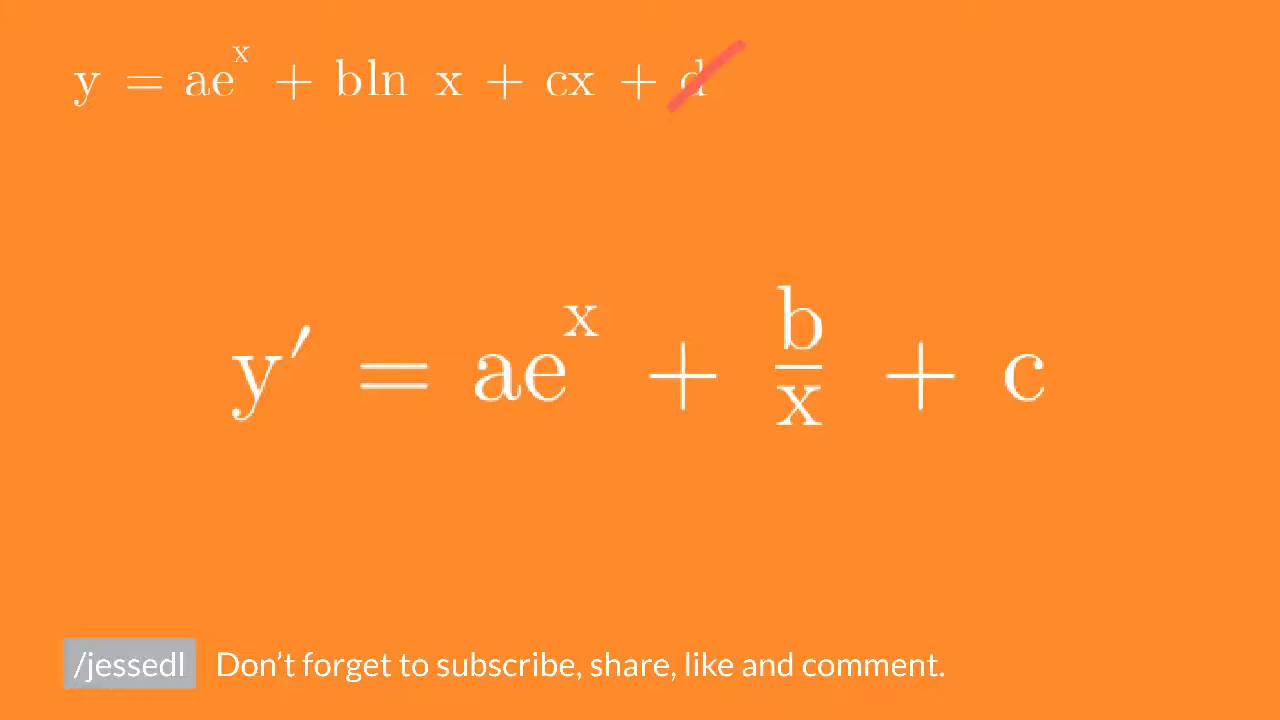 y = ae^x + bln x + cx + d
y′ = ae^x + b/x + c
/jessedl Don't forget to subscribe, share, like and comment.